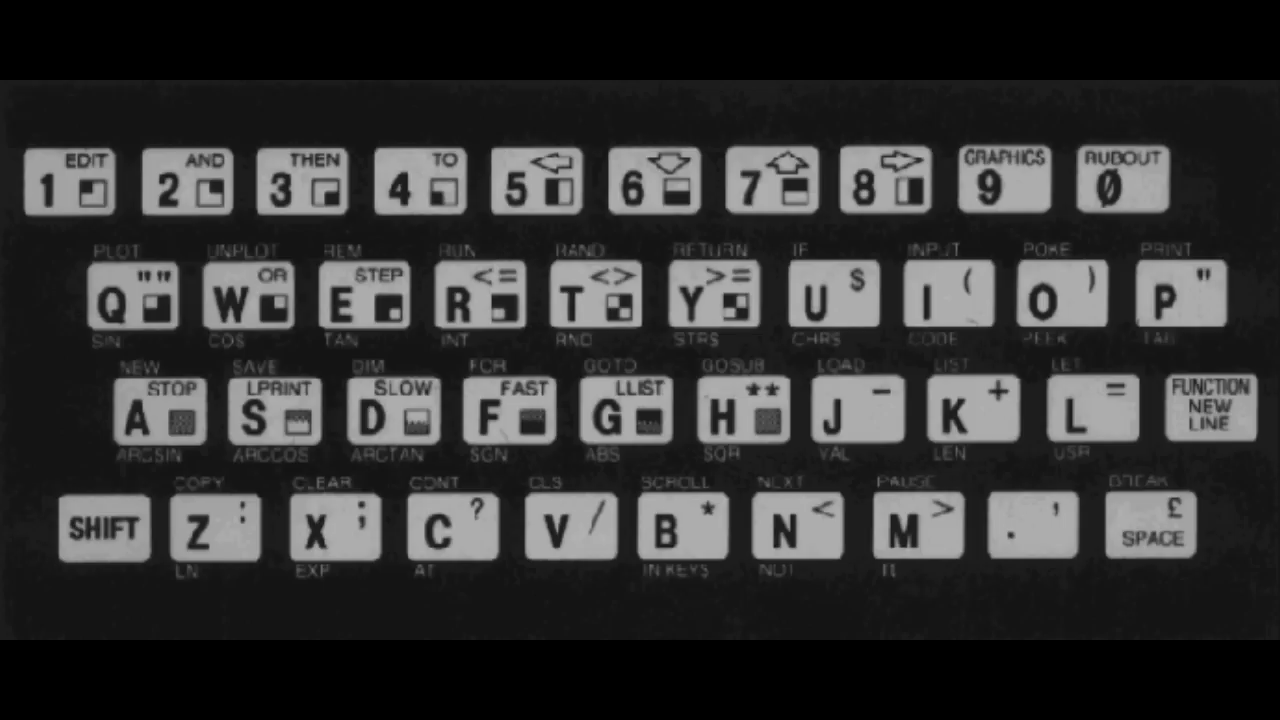 EDIT AND THEN TO GRAPHICS RUBOUT
1 2 3 4 5 6 7 8 9 0
PLOT UNPLOT REM RUN RAND RETURN IF INPUT POKE PRINT
"" OR STEP <= <> >= $ ( ) "
Q W E R T Y U I O P
SIN COS TAN INT RND STR$ CHR$ CODE PEEK TAB
NEW SAVE DIM FOR GOTO GOSUB LOAD LIST LET
STOP LPRINT SLOW FAST LLIST ** - + = FUNCTION
A S D F G H J K L NEW
LINE
ARCSIN ARCCOS ARCTAN SGN ABS SQR VAL LEN USR
COPY CLEAR CONT CLS SCROLL NEXT PAUSE BREAK
: ; ? / * < > , £
SHIFT Z X C V B N M . SPACE
LN EXP AT INKEY$ NOT π